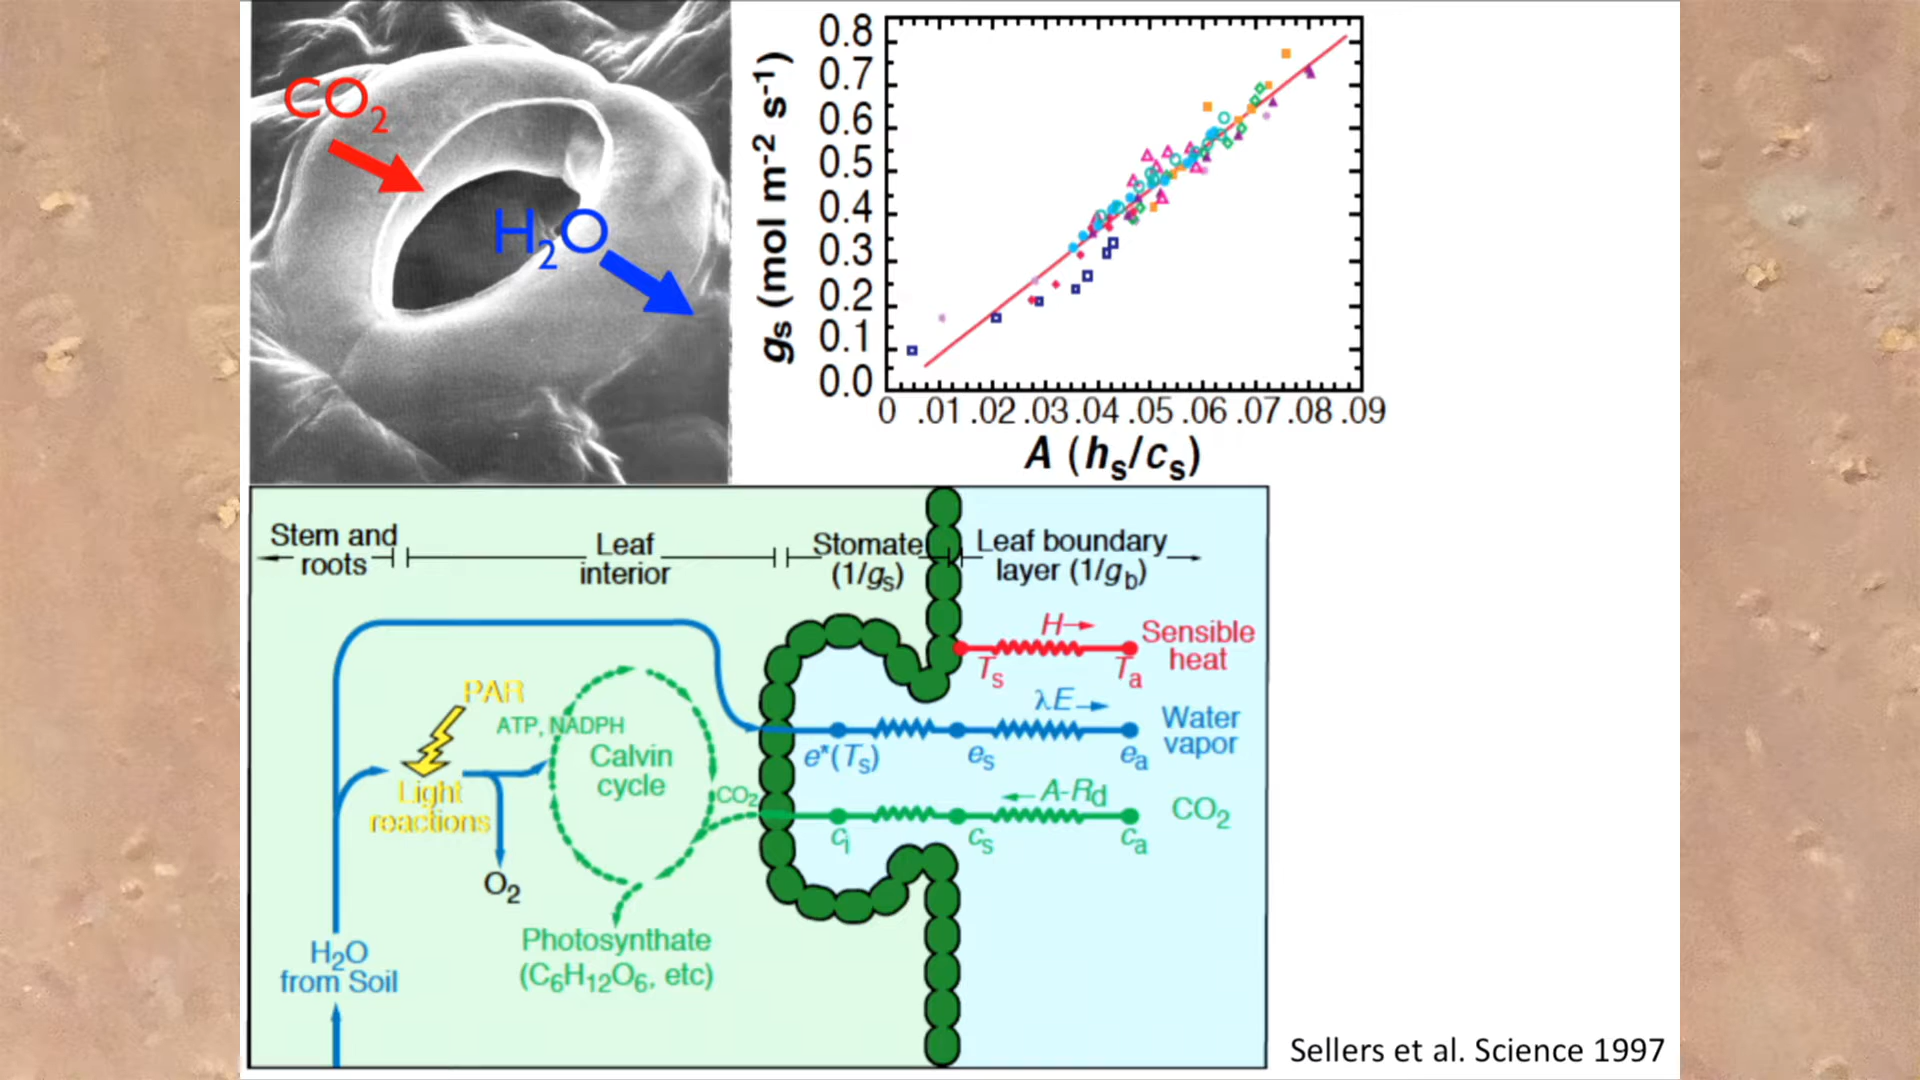 CO2
H2O
gs (mol m-2 s-1)
0.8
0.7
0.6
0.5
0.4
0.3
0.2
0.1
0.0
0 .01 .02 .03 .04 .05 .06 .07 .08 .09
A (hs/cs)
Stem and
roots
Leaf
interior
Stomate
(1/gs)
Leaf boundary
layer (1/gb)
H
Sensible
heat
Ts
Ta
λE
Water
vapor
e*(Ts)
es
ea
A-Rd
CO2
ci
cs
ca
PAR
ATP, NADPH
Calvin
cycle
CO2
Light
reactions
O2
Photosynthate
(C6H12O6, etc)
H2O
from Soil
Sellers et al. Science 1997